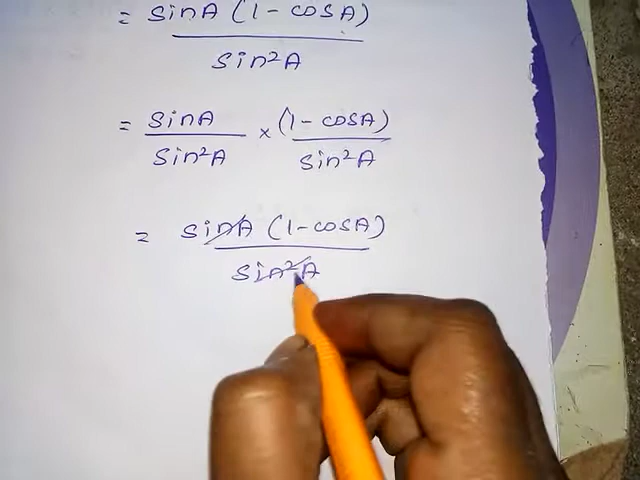 = sinA (1 - cosA) / sin²A
= sinA / sin²A × (1 - cosA) / sin²A
= sinA (1 - cosA) / sin²A